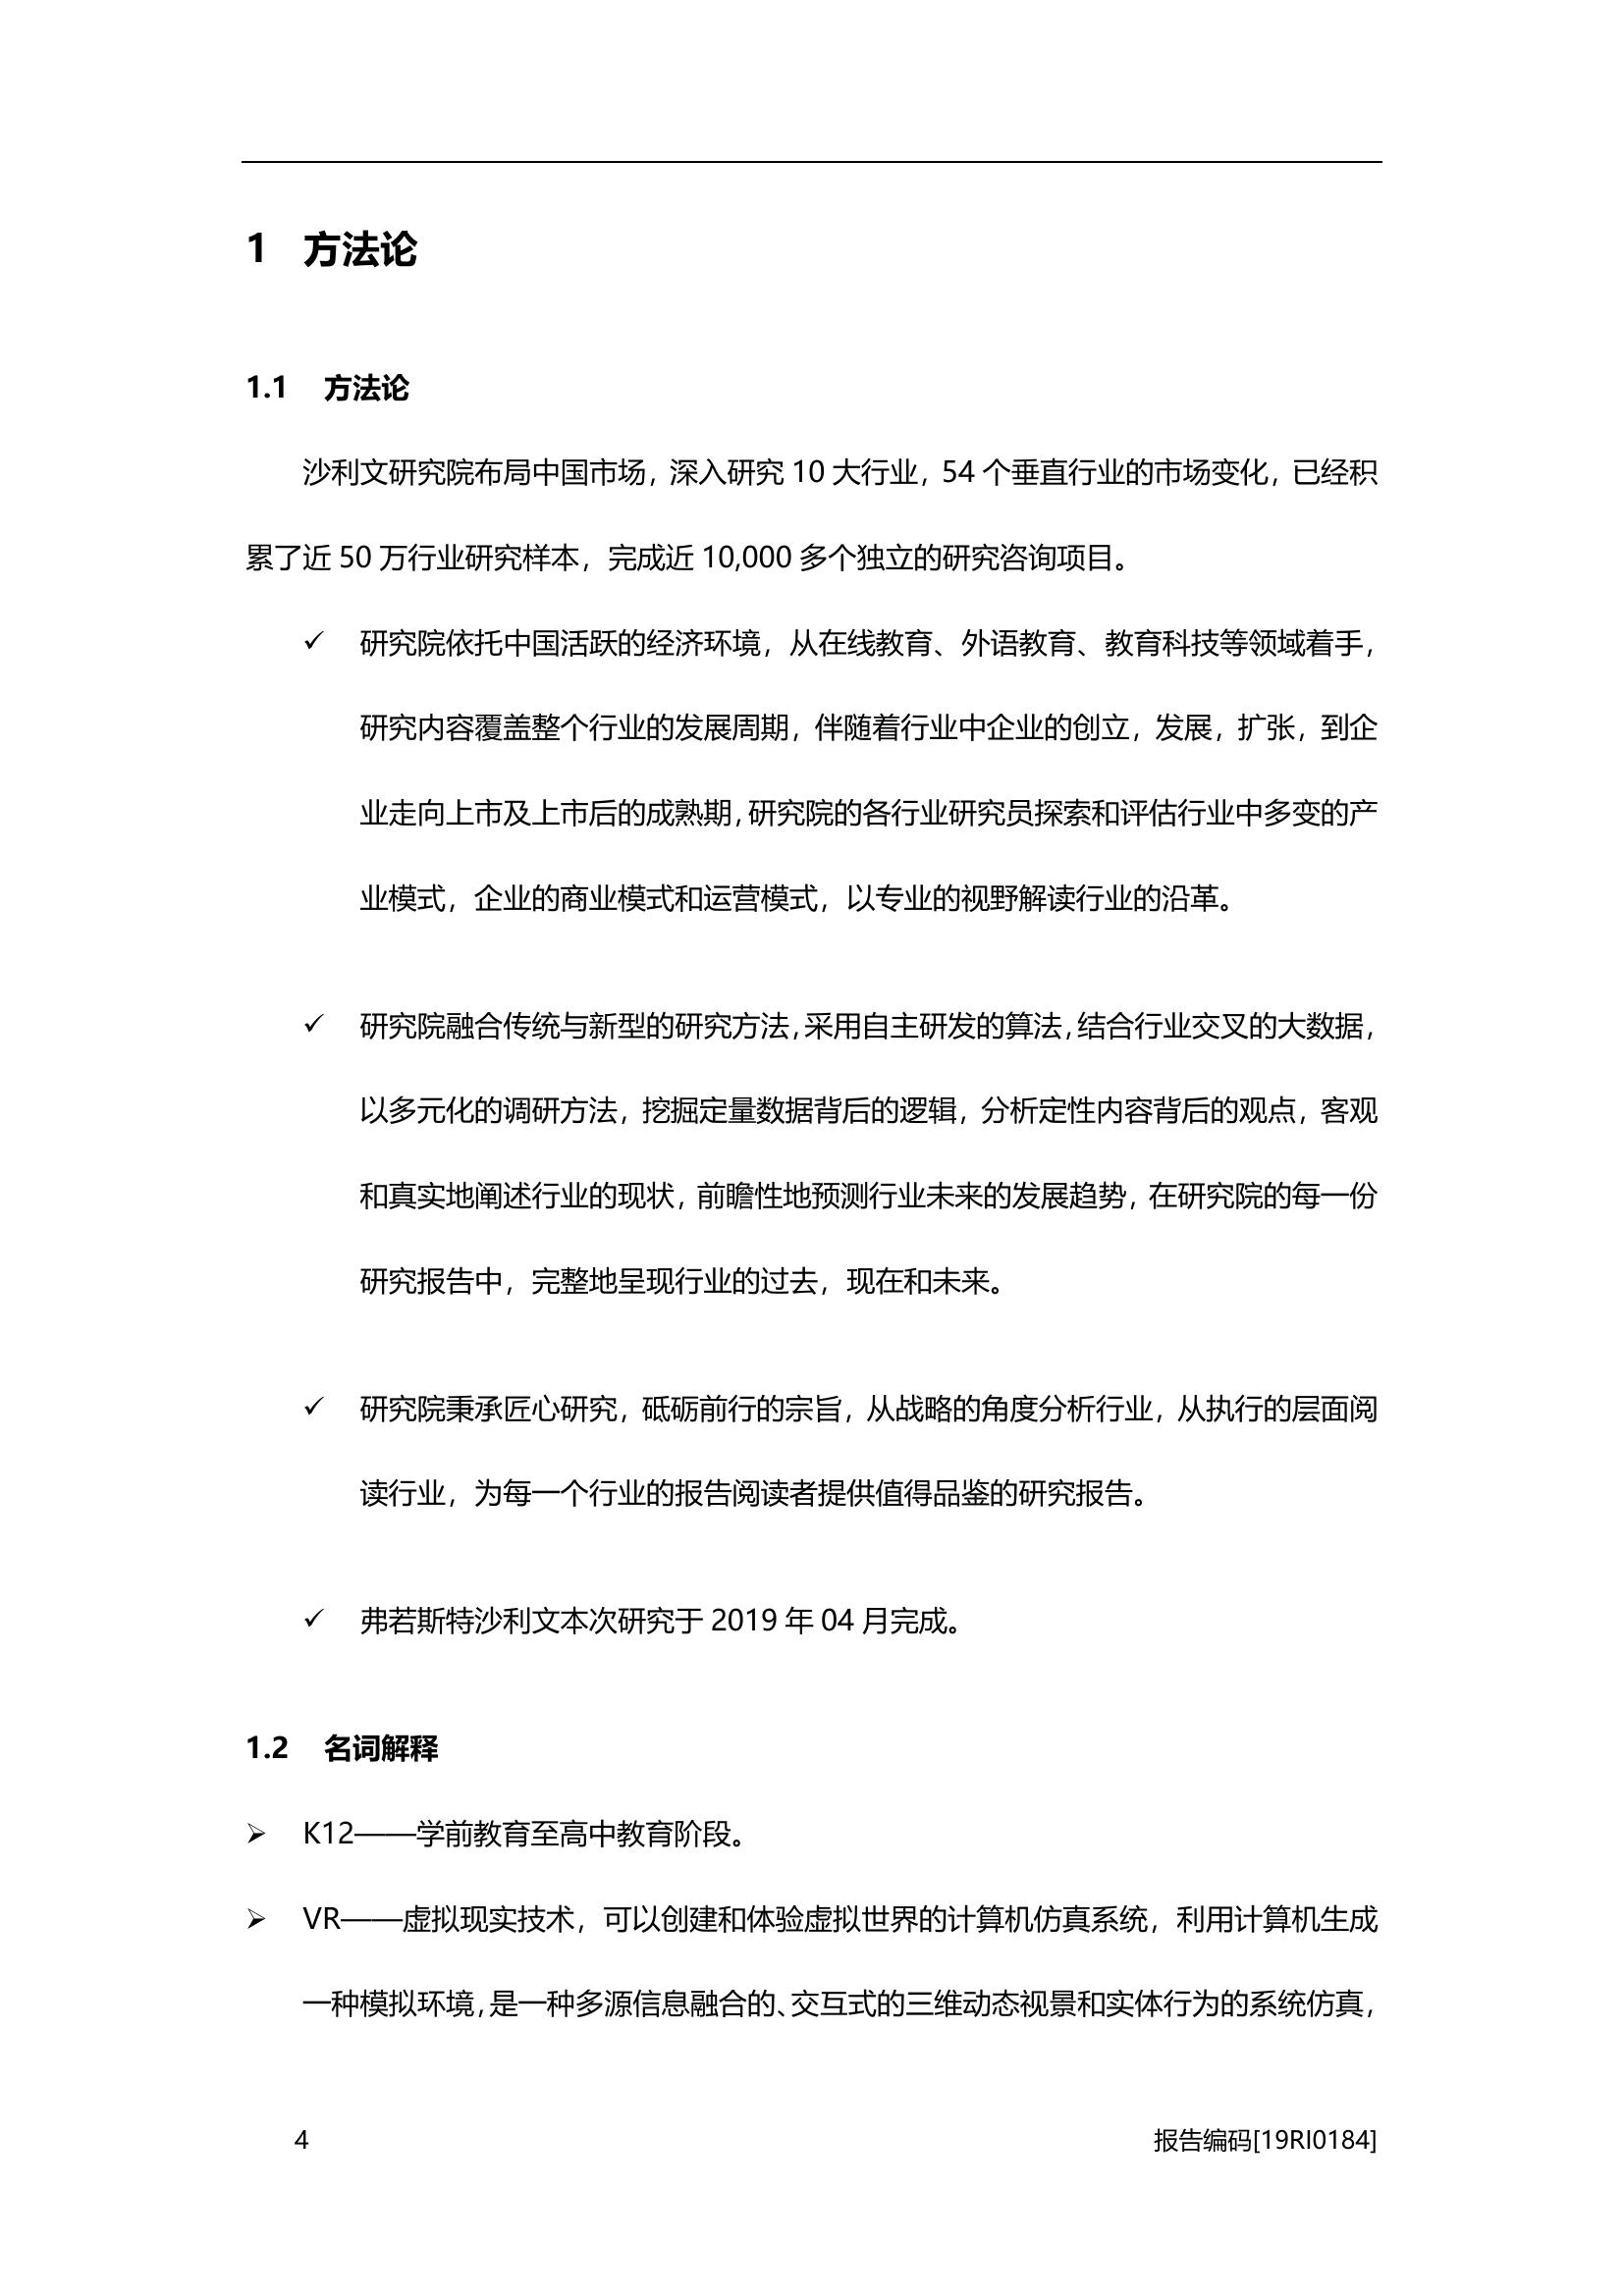 1 方法论
1.1 方法论
沙利文研究院布局中国市场，深入研究 10 大行业，54 个垂直行业的市场变化，已经积
累了近 50 万行业研究样本，完成近 10,000 多个独立的研究咨询项目。
✓ 研究院依托中国活跃的经济环境，从在线教育、外语教育、教育科技等领域着手，
研究内容覆盖整个行业的发展周期，伴随着行业中企业的创立，发展，扩张，到企
业走向上市及上市后的成熟期，研究院的各行业研究员探索和评估行业中多变的产
业模式，企业的商业模式和运营模式，以专业的视野解读行业的沿革。
✓ 研究院融合传统与新型的研究方法，采用自主研发的算法，结合行业交叉的大数据，
以多元化的调研方法，挖掘定量数据背后的逻辑，分析定性内容背后的观点，客观
和真实地阐述行业的现状，前瞻性地预测行业未来的发展趋势，在研究院的每一份
研究报告中，完整地呈现行业的过去，现在和未来。
✓ 研究院秉承匠心研究，砥砺前行的宗旨，从战略的角度分析行业，从执行的层面阅
读行业，为每一个行业的报告阅读者提供值得品鉴的研究报告。
✓ 弗若斯特沙利文本次研究于 2019 年 04 月完成。
1.2 名词解释
➢ K12——学前教育至高中教育阶段。
➢ VR——虚拟现实技术，可以创建和体验虚拟世界的计算机仿真系统，利用计算机生成
一种模拟环境，是一种多源信息融合的、交互式的三维动态视景和实体行为的系统仿真，
4 报告编码[19RI0184]